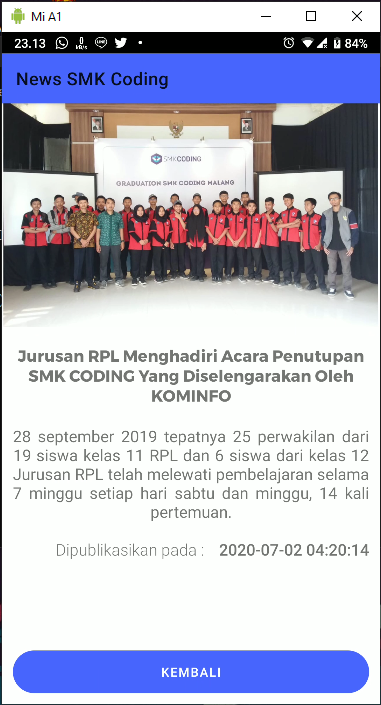 Mi A1
23.13
0
kB/s
84%
News SMK Coding
SMKCODING
GRADUATION SMK CODING MALANG
Jurusan RPL Menghadiri Acara Penutupan
SMK CODING Yang Diselengarakan Oleh
KOMINFO
28 september 2019 tepatnya 25 perwakilan dari
19 siswa kelas 11 RPL dan 6 siswa dari kelas 12
Jurusan RPL telah melewati pembelajaran selama
7 minggu setiap hari sabtu dan minggu, 14 kali
pertemuan.
Dipublikasikan pada : 2020-07-02 04:20:14
KEMBALI